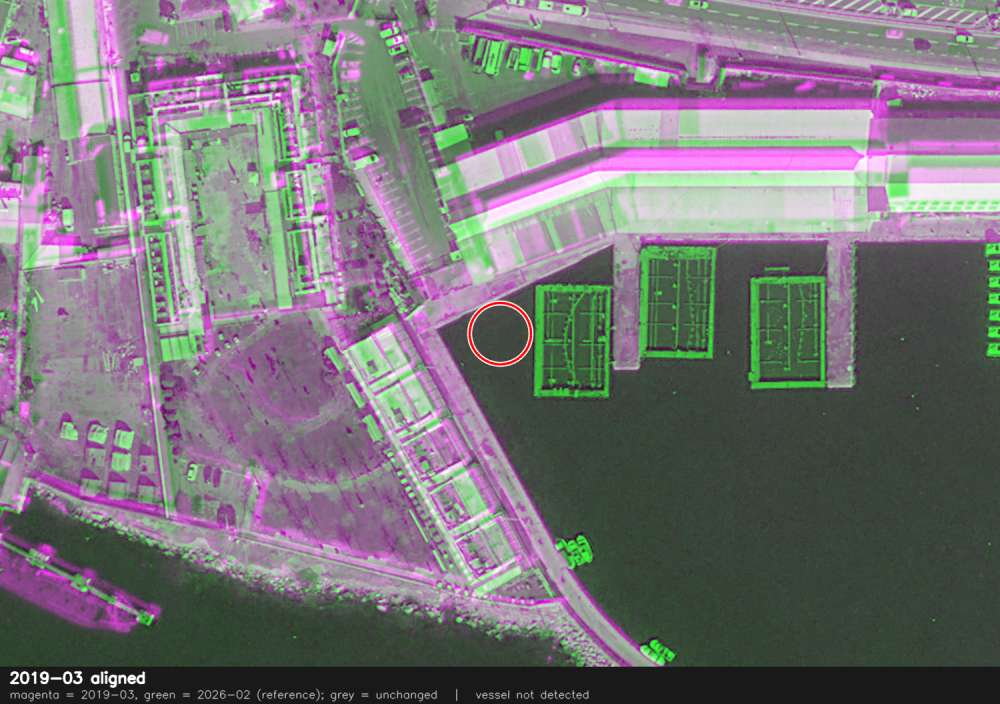 2019-03 aligned
magenta = 2019-03, green = 2026-02 (reference); grey = unchanged | vessel not detected